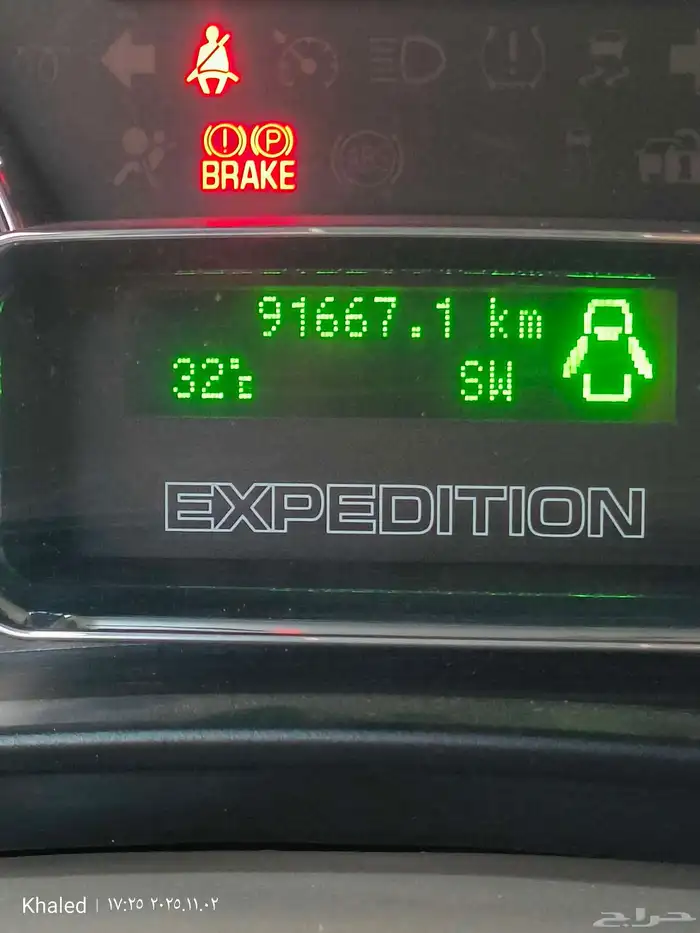 BRAKE
91667.1 km
32°C SW
EXPEDITION
Khaled | ٢٠٢٥.١١.٠٢ ١٧:٢٥
حراج